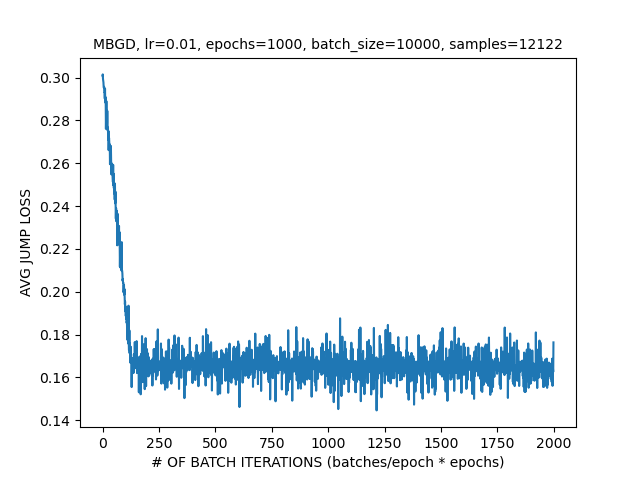 MBGD, lr=0.01, epochs=1000, batch_size=10000, samples=12122
0.30
0.28
0.26
0.24
0.22
0.20
0.18
0.16
0.14
AVG JUMP LOSS
0 250 500 750 1000 1250 1500 1750 2000
# OF BATCH ITERATIONS (batches/epoch * epochs)